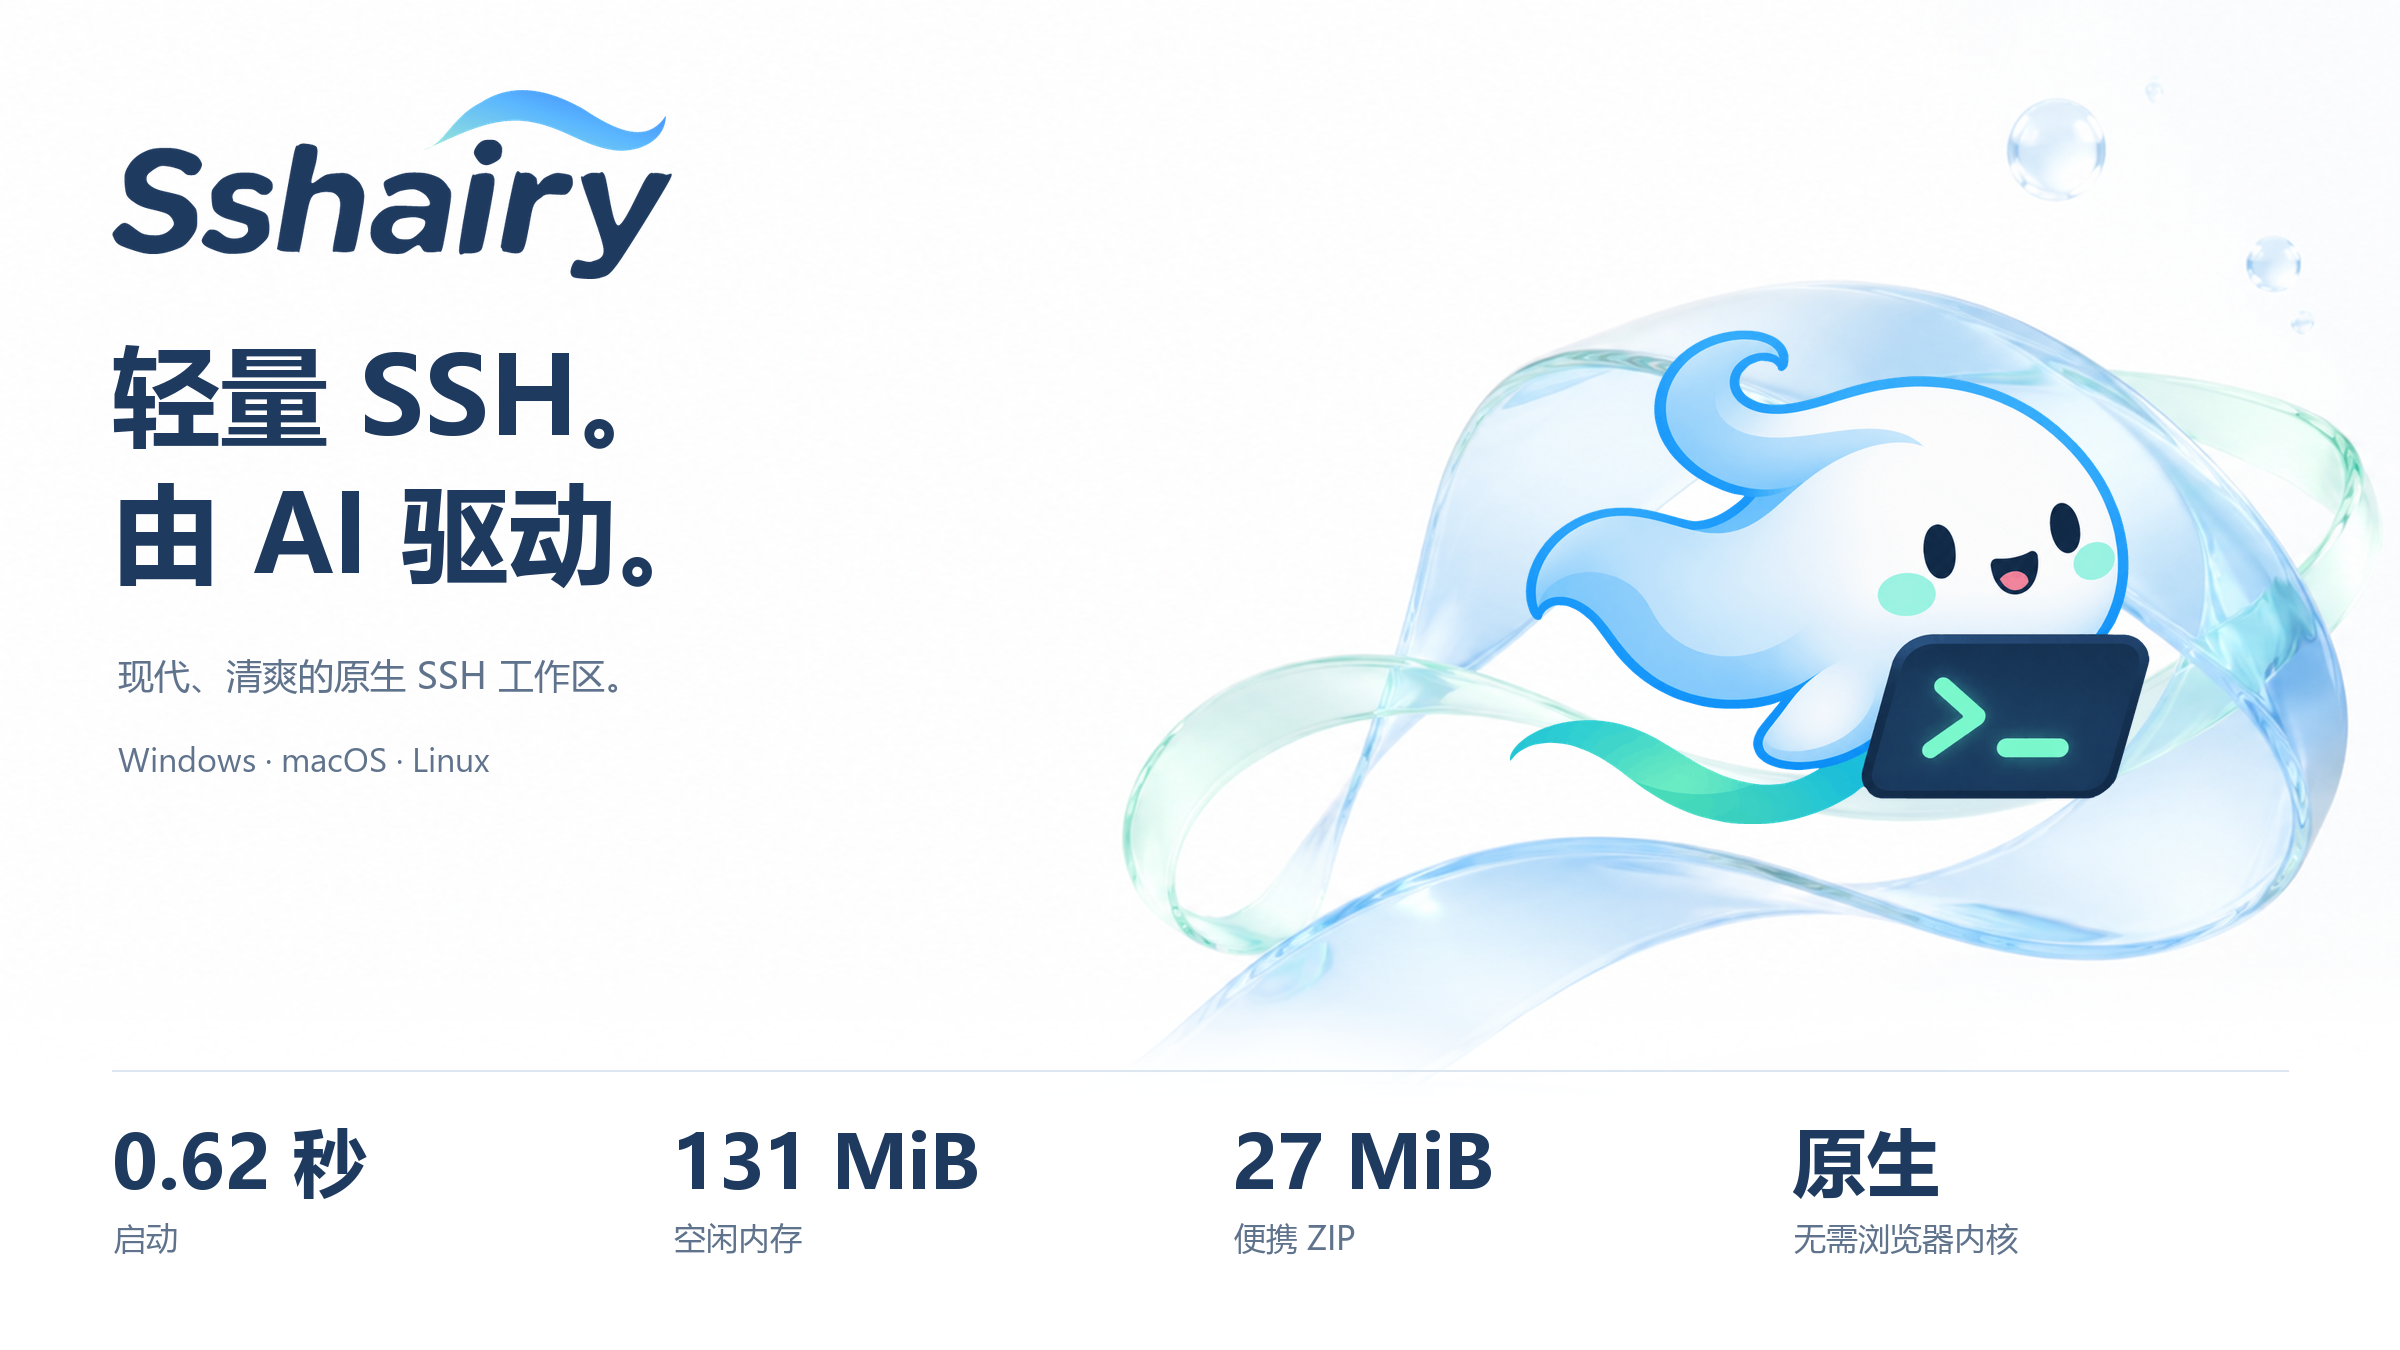 Sshairy
轻量 SSH。
由 AI 驱动。
现代、清爽的原生 SSH 工作区。
Windows · macOS · Linux
0.62 秒
启动
131 MiB
空闲内存
27 MiB
便携 ZIP
原生
无需浏览器内核